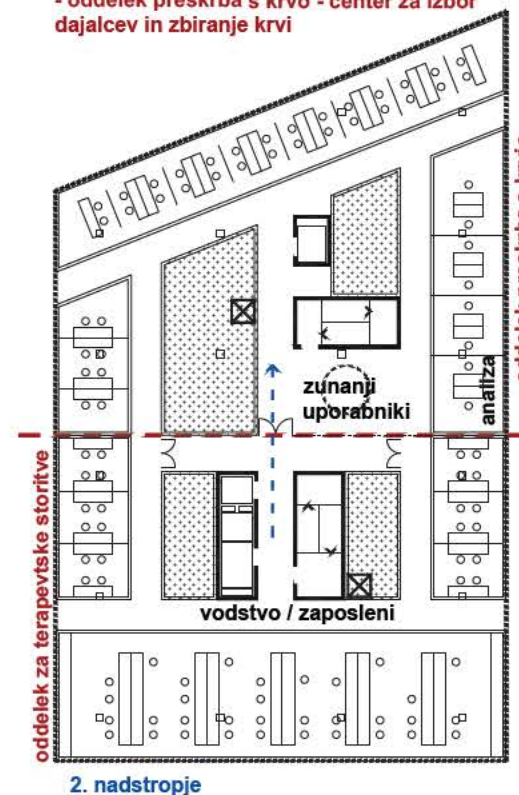 - oddelek preskrba s krvo - center za izbor
dajalcev in zbiranje krvi
zunanji
uporabniki
analiza
vodstvo / zaposleni
oddelek za terapevtske storitve
2. nadstropje